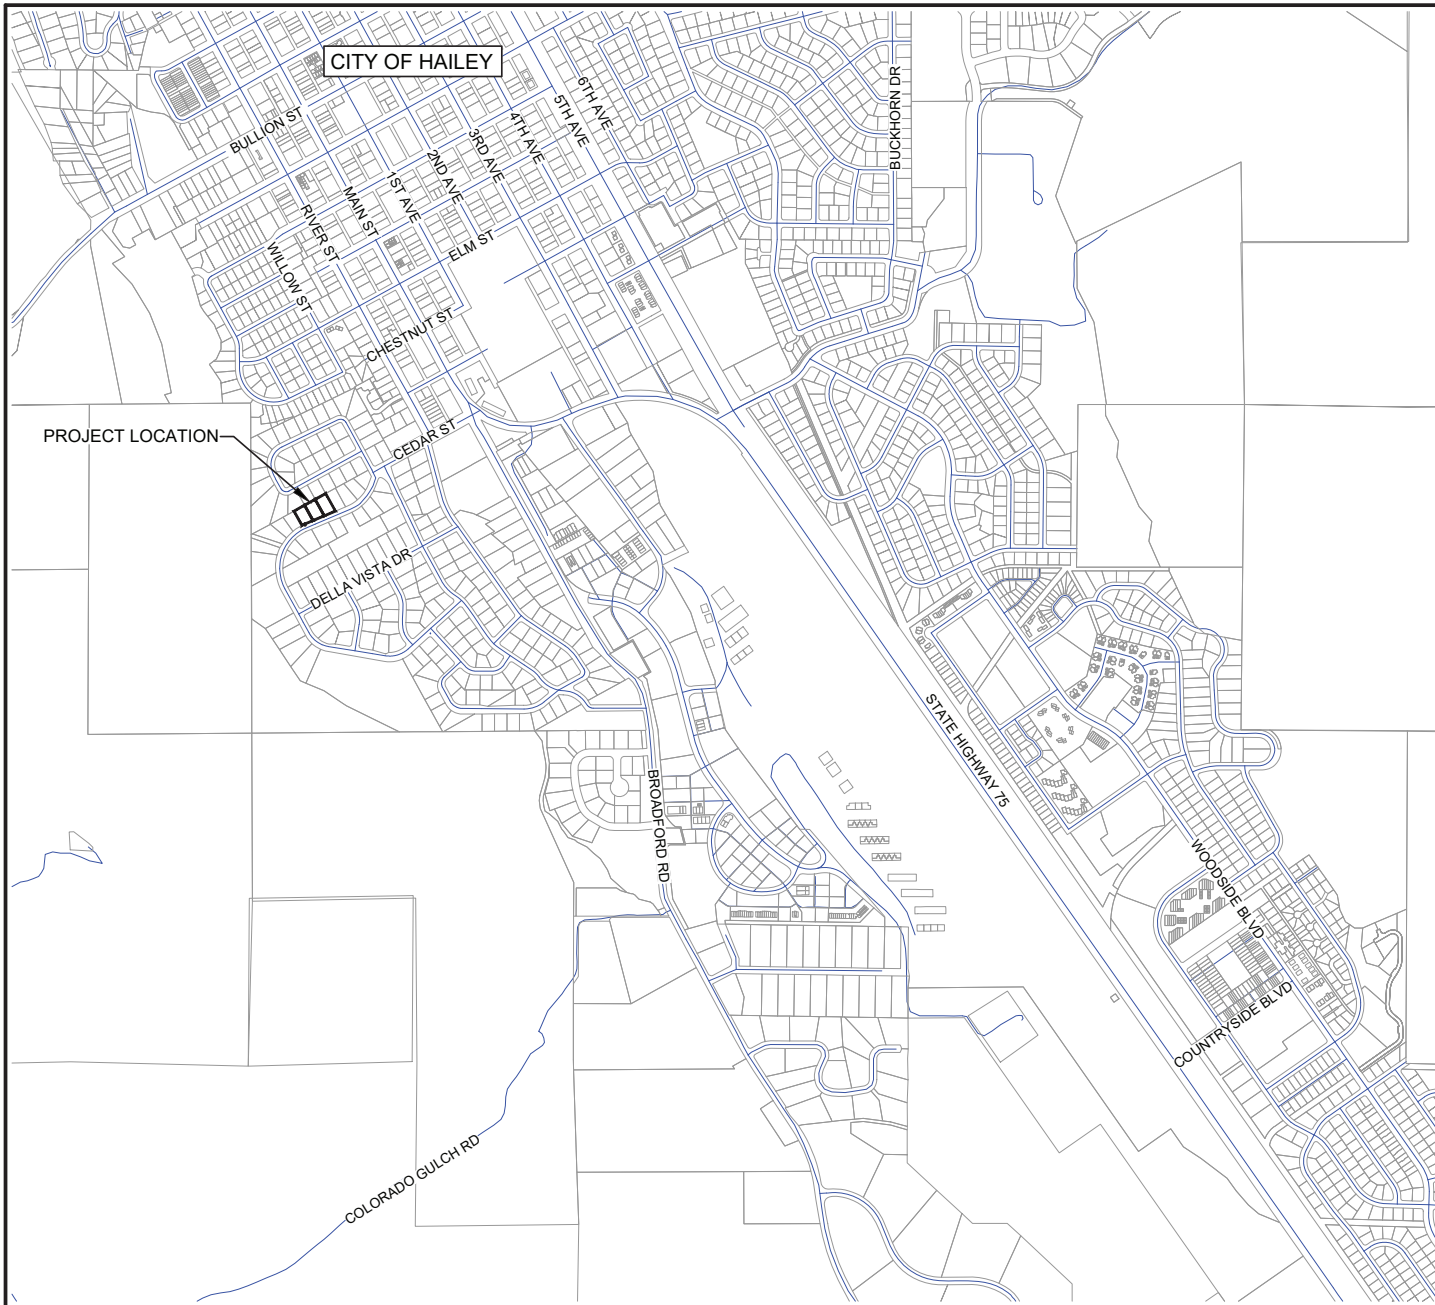 CITY OF HAILEY
BULLION ST
6TH AVE
5TH AVE
4TH AVE
3RD AVE
2ND AVE
1ST AVE
MAIN ST
RIVER ST
WILLOW ST
BUCKHORN DR
ELM ST
CHESTNUT ST
CEDAR ST
PROJECT LOCATION
DELLA VISTA DR
STATE HIGHWAY 75
BROADFORD RD
WOODSIDE BLVD
COUNTRYSIDE BLVD
COLORADO GULCH RD